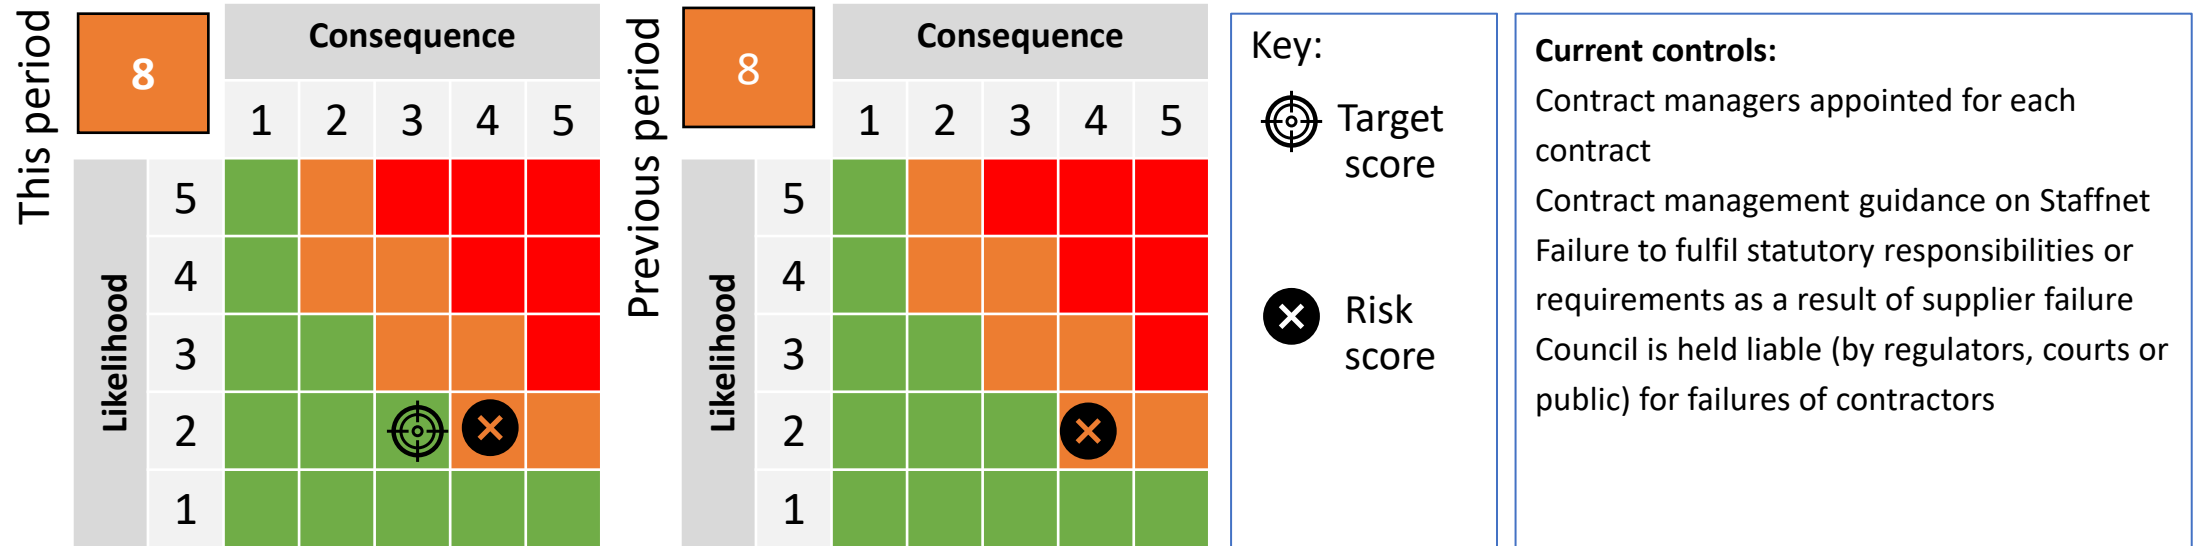 This period
8
Consequence
1 2 3 4 5
Likelihood
5
4
3
2
1
Previous period
8
Consequence
1 2 3 4 5
Likelihood
5
4
3
2
1
Key:
Target
score
Risk
score
Current controls:
Contract managers appointed for each
contract
Contract management guidance on Staffnet
Failure to fulfil statutory responsibilities or
requirements as a result of supplier failure
Council is held liable (by regulators, courts or
public) for failures of contractors